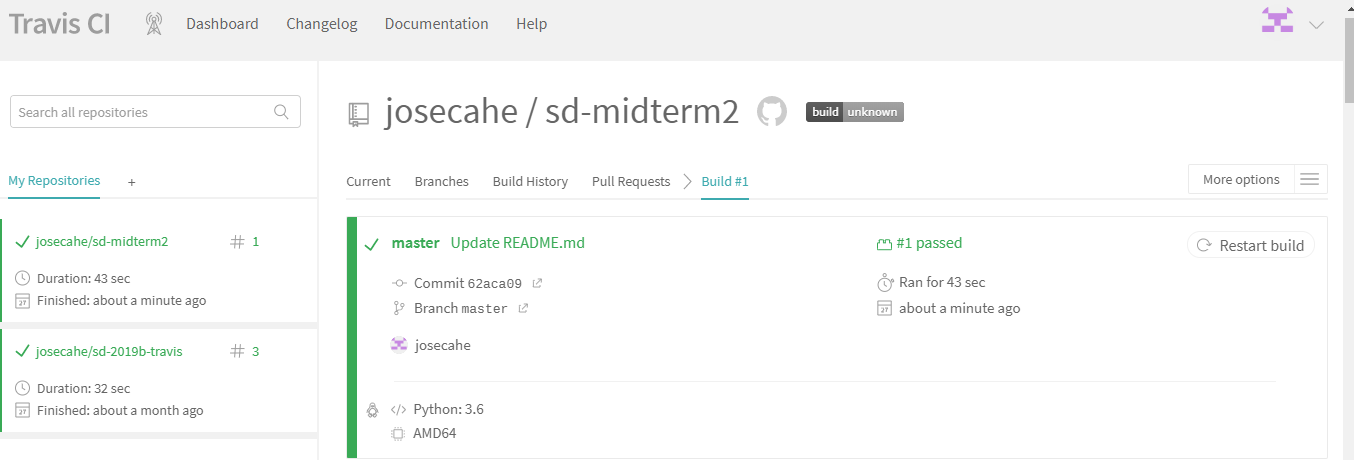 Travis CI Dashboard Changelog Documentation Help
Search all repositories
My Repositories +
josecahe/sd-midterm2 # 1
Duration: 43 sec
Finished: about a minute ago
josecahe/sd-2019b-travis # 3
Duration: 32 sec
Finished: about a month ago
josecahe / sd-midterm2 build unknown
Current Branches Build History Pull Requests Build #1
More options
master Update README.md #1 passed Restart build
Commit 62aca09 Ran for 43 sec
Branch master about a minute ago
josecahe
Python: 3.6
AMD64